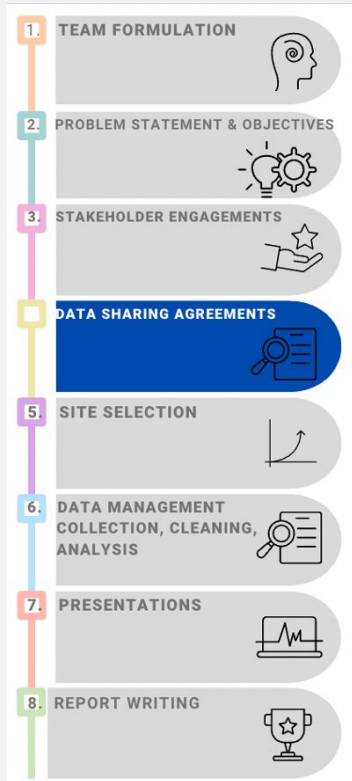 1. TEAM FORMULATION
2. PROBLEM STATEMENT & OBJECTIVES
3. STAKEHOLDER ENGAGEMENTS
DATA SHARING AGREEMENTS
5. SITE SELECTION
6. DATA MANAGEMENT
COLLECTION, CLEANING,
ANALYSIS
7. PRESENTATIONS
8. REPORT WRITING